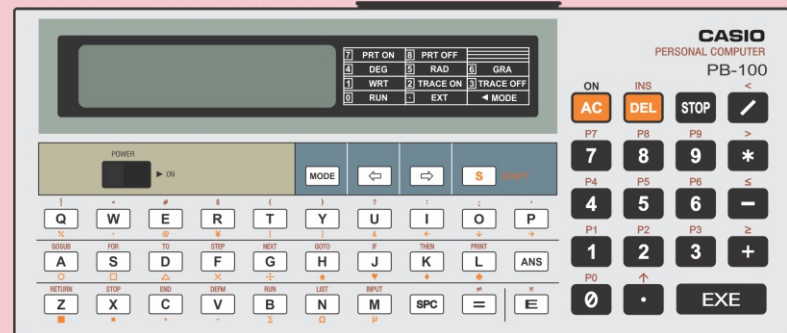 CASIO
PERSONAL COMPUTER
PB-100
7 PRT ON 8 PRT OFF
4 DEG 5 RAD 6 GRA
1 WRT 2 TRACE ON 3 TRACE OFF
0 RUN · EXT ◄ MODE
ON INS <
AC DEL STOP /
POWER
► ON
MODE ⇦ ⇨ S SHIFT
P7 P8 P9 >
7 8 9 *
! " # $ ( ) ? : ; ,
Q W E R T Y U I O P
% @ ¥ [ ] & ← ↓ →
P4 P5 P6 ≤
4 5 6 −
GOSUB FOR TO STEP NEXT GOTO IF THEN PRINT
A S D F G H J K L ANS
○ □ △ × ÷ ♠ ♥ ♦ ♣
P1 P2 P3 ≥
1 2 3 +
RETURN STOP END DEFM RUN LIST INPUT ≠ π
Z X C V B N M SPC = E
Σ Ω μ
P0 ↑
0 · EXE